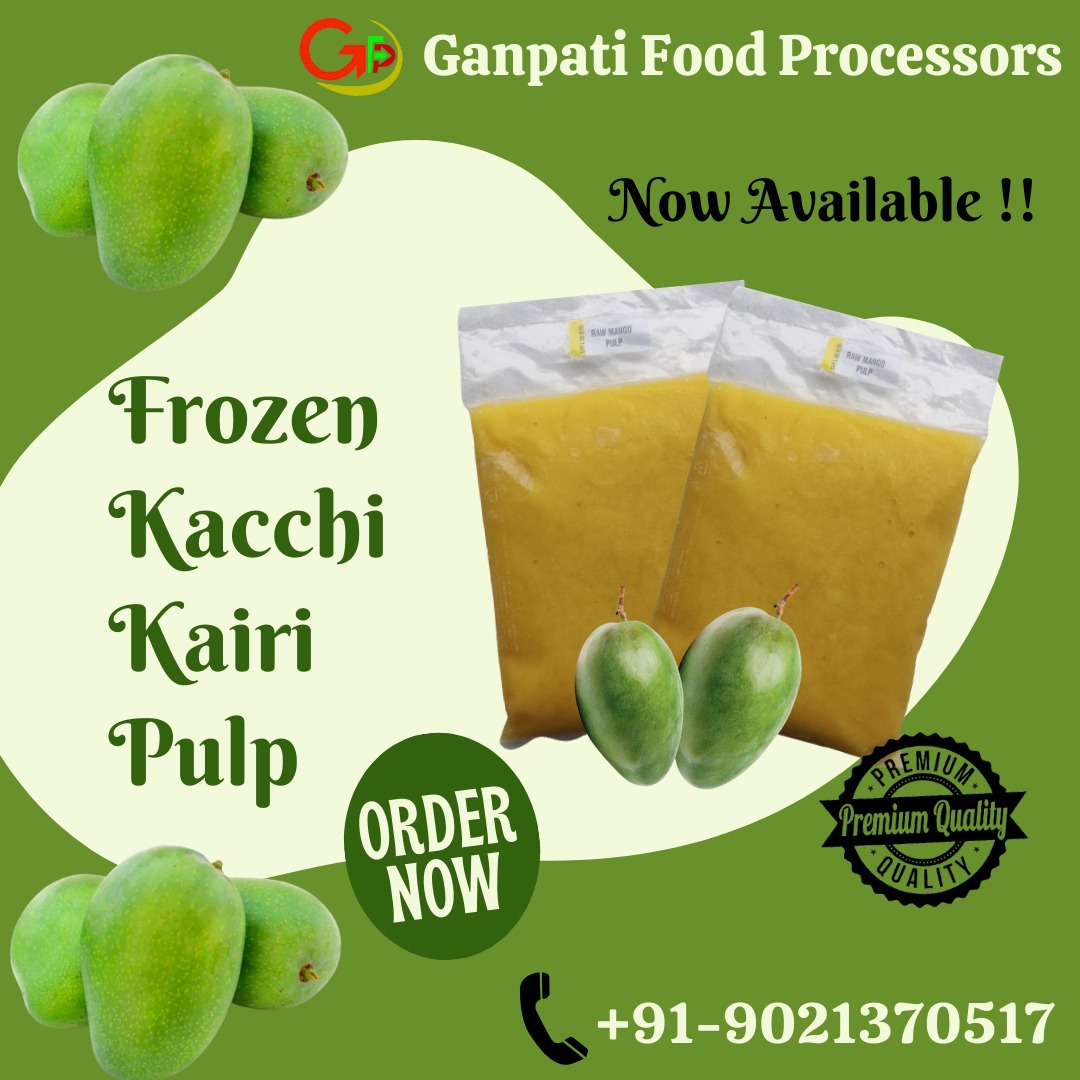 GFP Ganpati Food Processors
Now Available !!
RAW MANGO
PULP
RAW MANGO
PULP
Frozen
Kacchi
Kairi
Pulp
ORDER
NOW
PREMIUM
Premium Quality
QUALITY
+91-9021370517